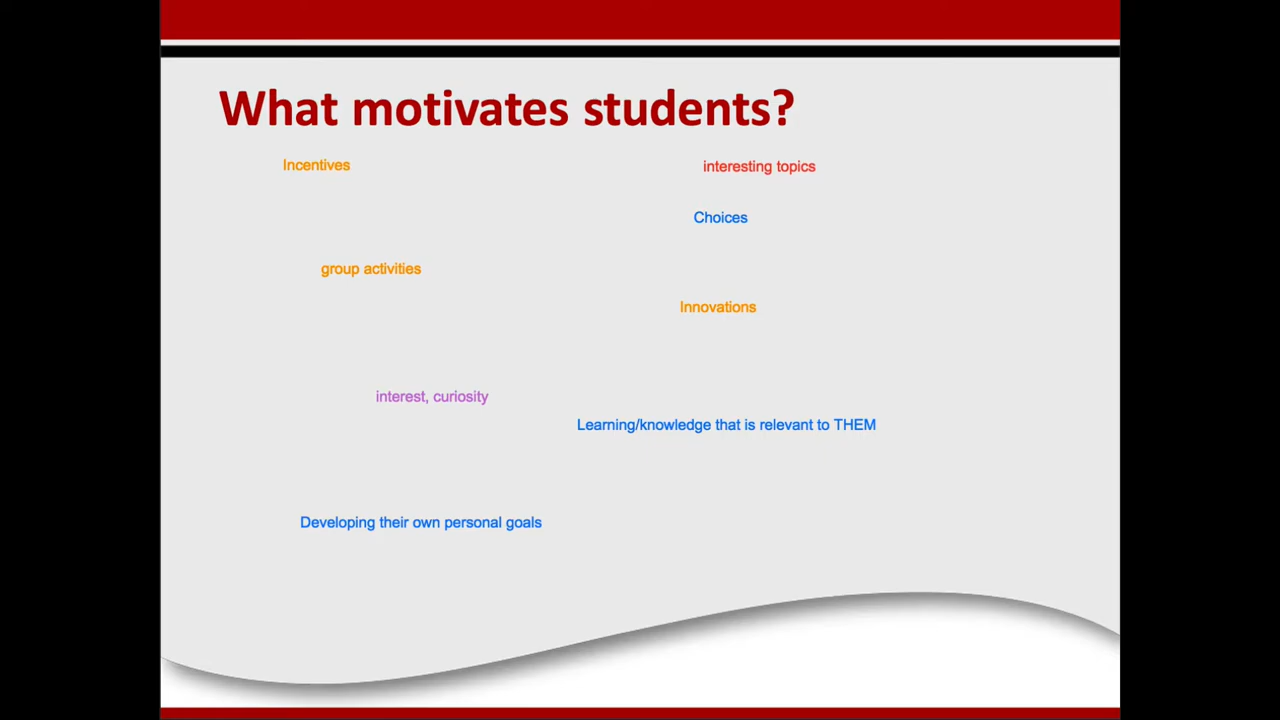 What motivates students?
Incentives
interesting topics
Choices
group activities
Innovations
interest, curiosity
Learning/knowledge that is relevant to THEM
Developing their own personal goals